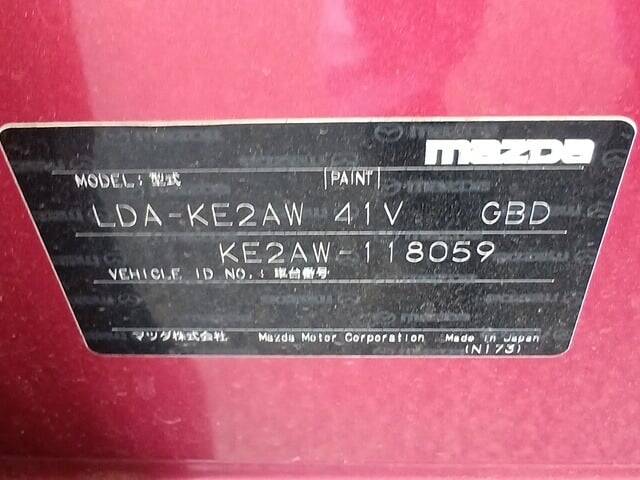 mazda
MODEL:型式 PAINT
LDA-KE2AW 41V GBD
KE2AW-118059
VEHICLE ID NO.:車台番号
マツダ株式会社 Mazda Motor Corporation Made in Japan
(N173)